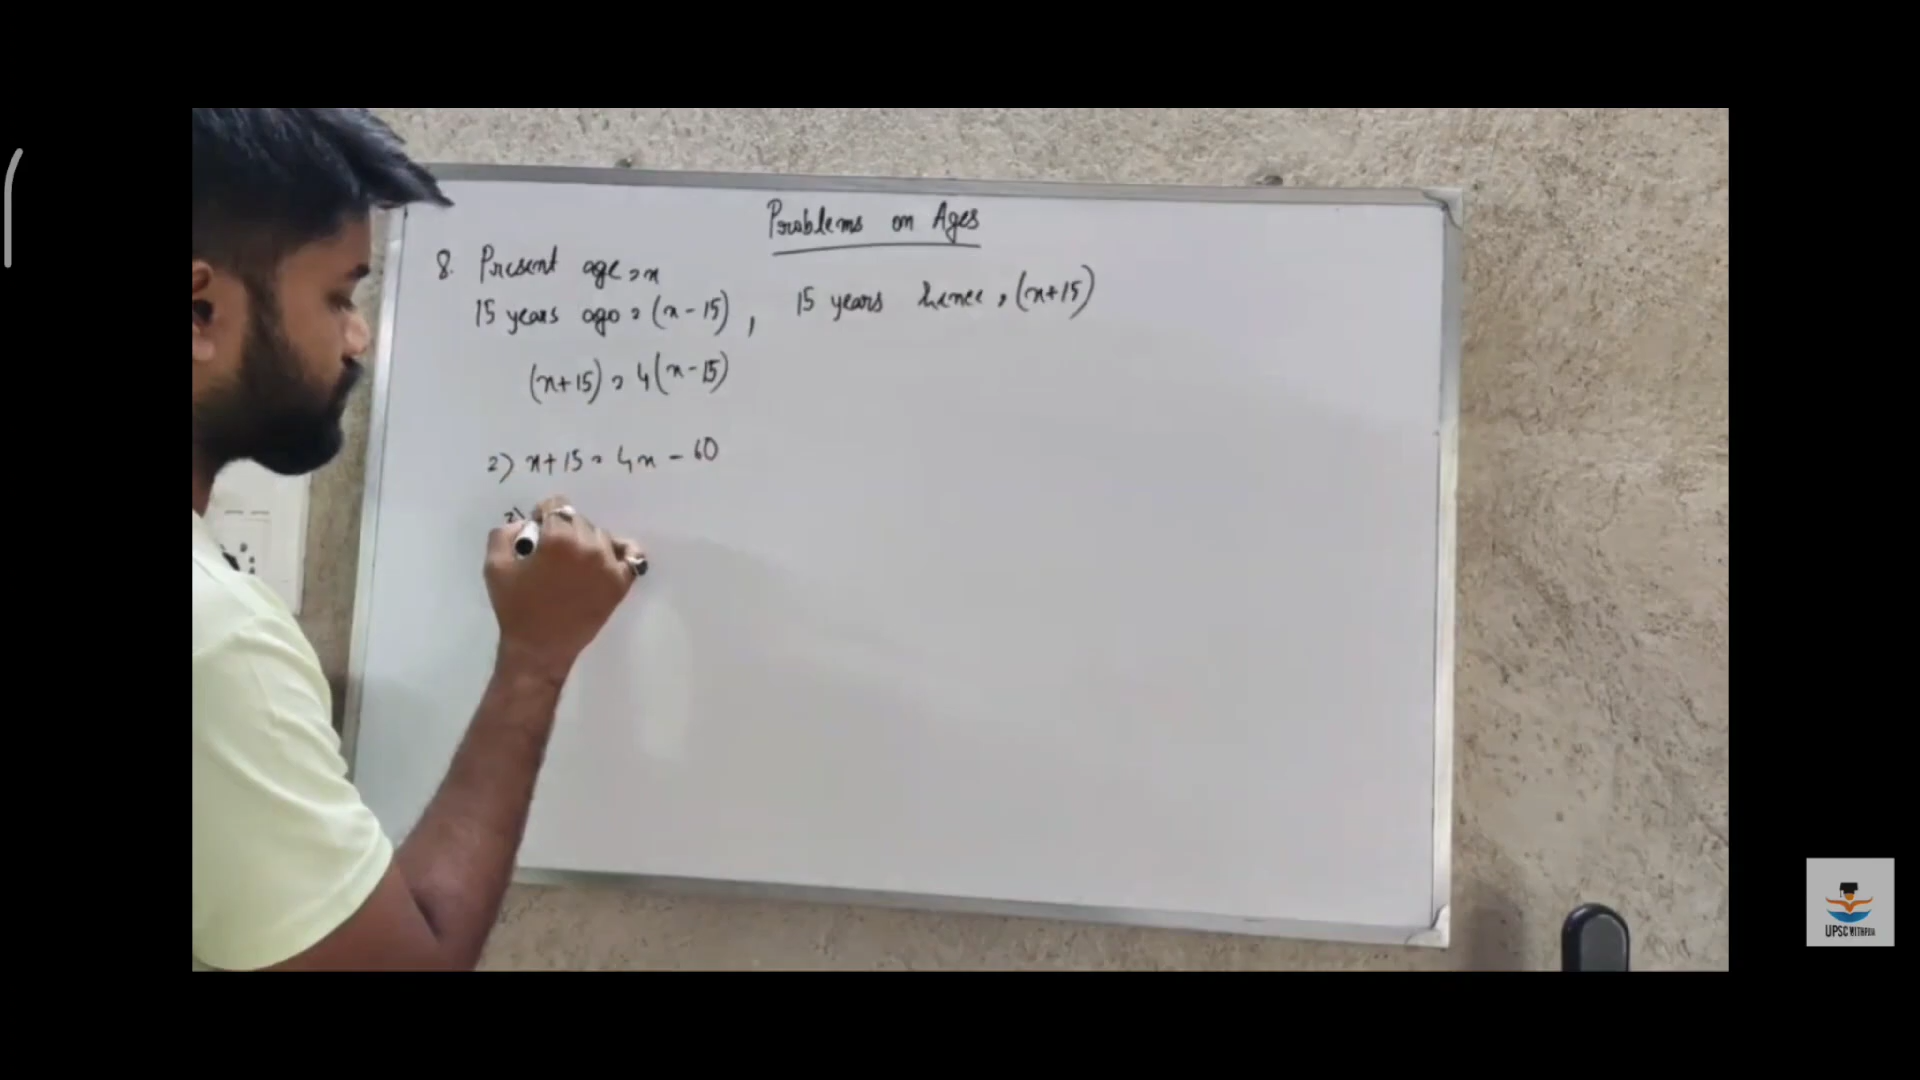 Problems on Ages
8. Present age = x
15 years ago = (x-15), 15 years hence = (x+15)
(x+15) = 4(x-15)
=) x+15 = 4x - 60
=)
UPSC WITHPIJA